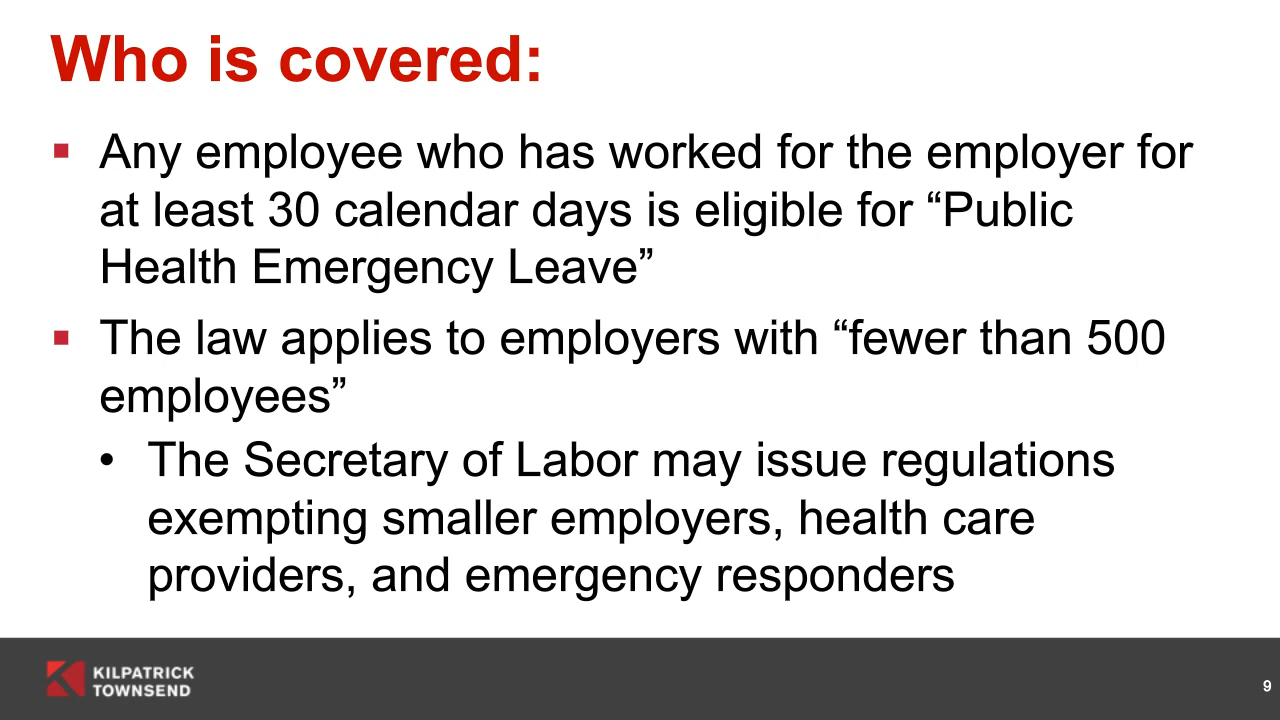 Who is covered:
▪ Any employee who has worked for the employer for
at least 30 calendar days is eligible for “Public
Health Emergency Leave”
▪ The law applies to employers with “fewer than 500
employees”
• The Secretary of Labor may issue regulations
exempting smaller employers, health care
providers, and emergency responders
KILPATRICK
TOWNSEND
9